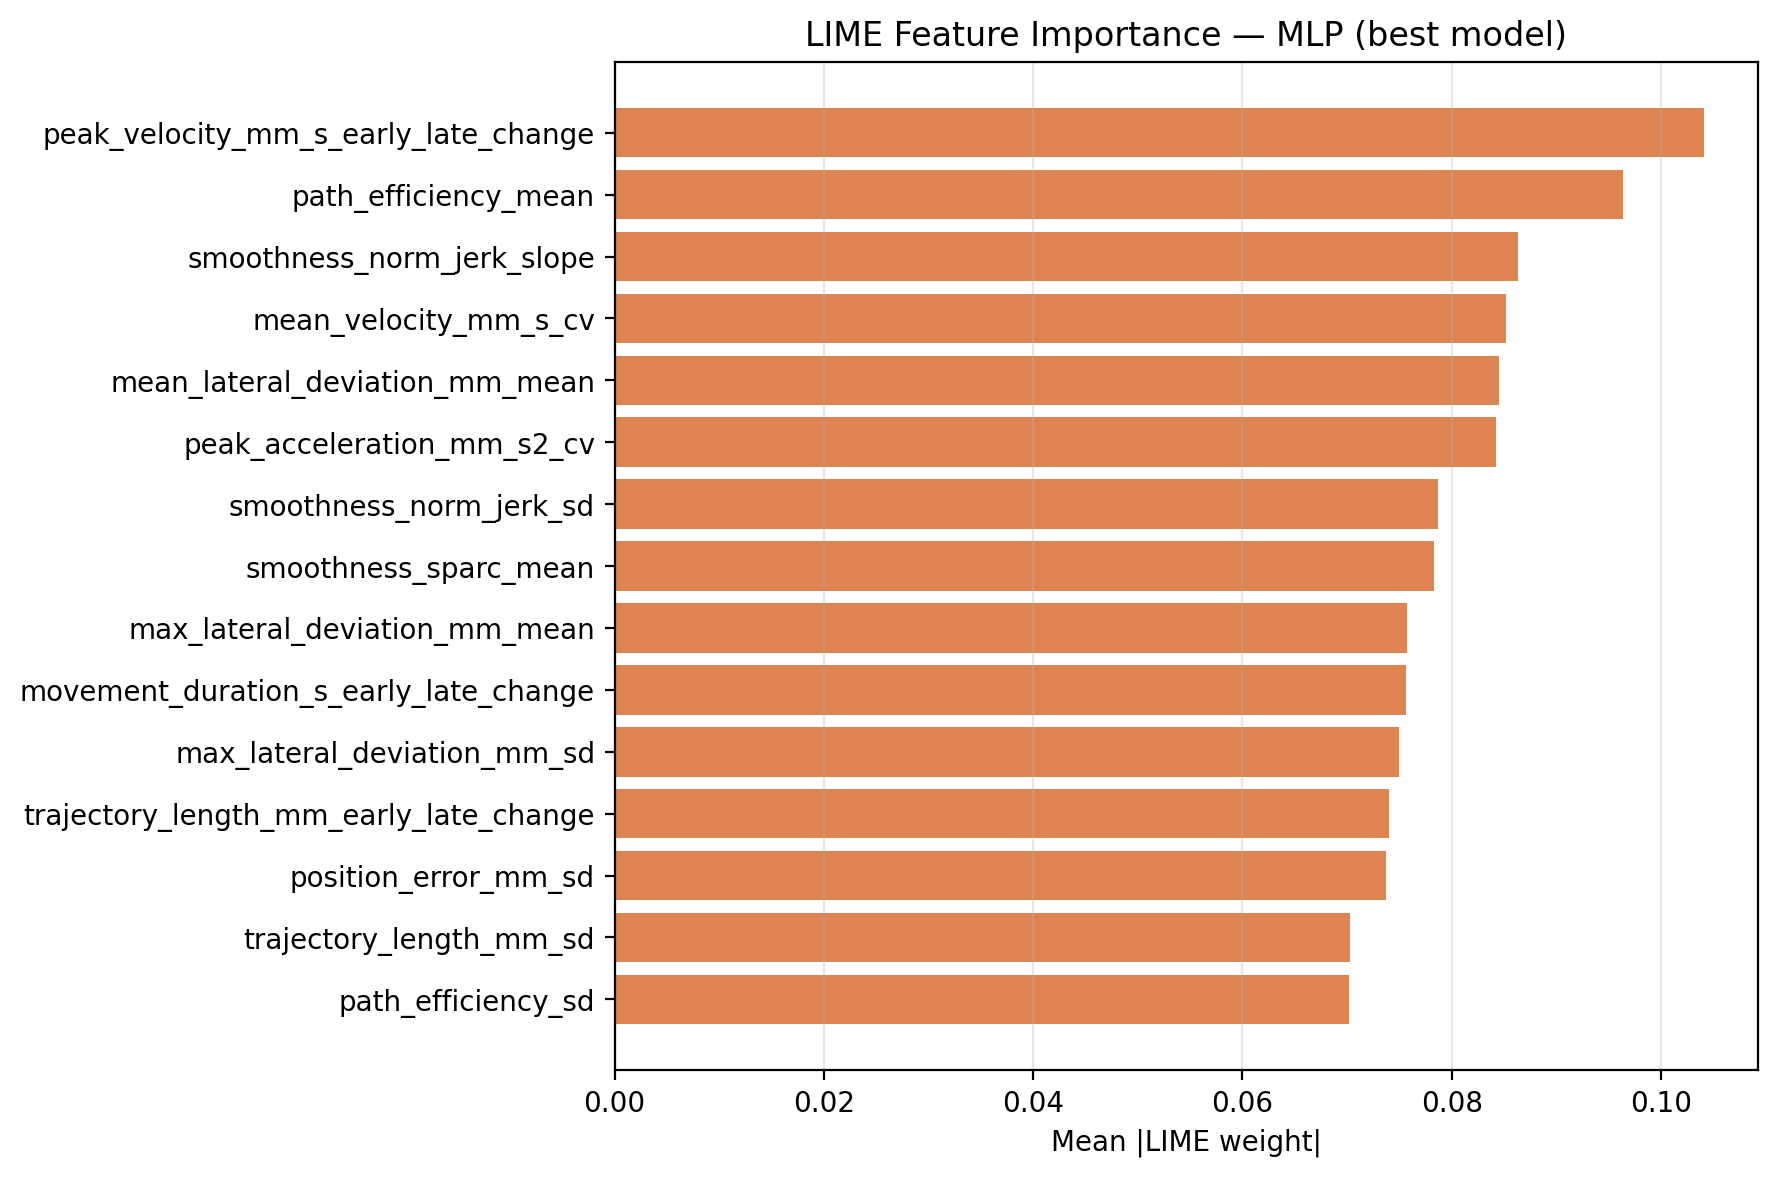 LIME Feature Importance — MLP (best model)
peak_velocity_mm_s_early_late_change
path_efficiency_mean
smoothness_norm_jerk_slope
mean_velocity_mm_s_cv
mean_lateral_deviation_mm_mean
peak_acceleration_mm_s2_cv
smoothness_norm_jerk_sd
smoothness_sparc_mean
max_lateral_deviation_mm_mean
movement_duration_s_early_late_change
max_lateral_deviation_mm_sd
trajectory_length_mm_early_late_change
position_error_mm_sd
trajectory_length_mm_sd
path_efficiency_sd
0.00 0.02 0.04 0.06 0.08 0.10
Mean |LIME weight|